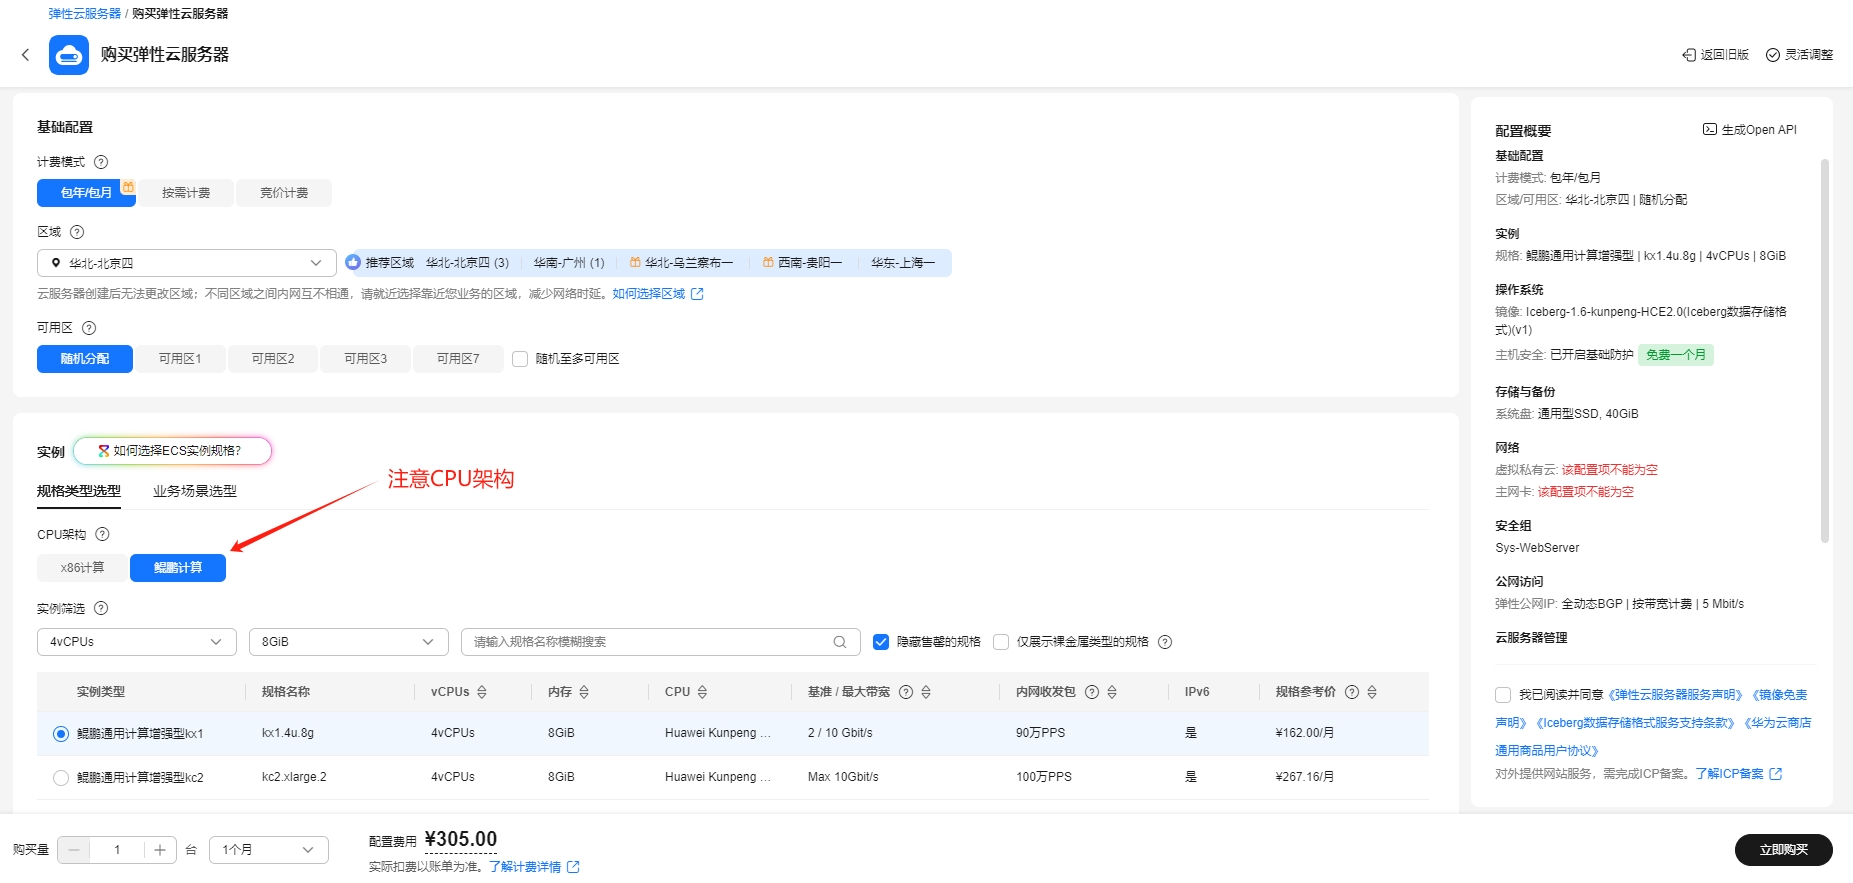 弹性云服务器 / 购买弹性云服务器
购买弹性云服务器
返回旧版 灵活调整
基础配置
计费模式
包年/包月 按需计费 竞价计费
区域
华北-北京四 推荐区域 华北-北京四 (3) 华南-广州 (1) 华北-乌兰察布一 西南-贵阳一 华东-上海一
云服务器创建后无法更改区域；不同区域之间内网互不相通，请就近选择靠近您业务的区域，减少网络时延。如何选择区域
可用区
随机分配 可用区1 可用区2 可用区3 可用区7 随机至多可用区
实例 如何选择ECS实例规格？
注意CPU架构
规格类型选型 业务场景选型
CPU架构
x86计算 鲲鹏计算
实例筛选
4vCPUs 8GiB 请输入规格名称模糊搜索 隐藏售罄的规格 仅展示裸金属类型的规格
实例类型 规格名称 vCPUs 内存 CPU 基准 / 最大带宽 内网收发包 IPv6 规格参考价
鲲鹏通用计算增强型kx1 kx1.4u.8g 4vCPUs 8GiB Huawei Kunpeng ... 2 / 10 Gbit/s 90万PPS 是 ¥162.00/月
鲲鹏通用计算增强型kc2 kc2.xlarge.2 4vCPUs 8GiB Huawei Kunpeng ... Max 10Gbit/s 100万PPS 是 ¥267.16/月
配置概要 生成Open API
基础配置
计费模式: 包年/包月
区域/可用区: 华北-北京四 | 随机分配
实例
规格: 鲲鹏通用计算增强型 | kx1.4u.8g | 4vCPUs | 8GiB
操作系统
镜像: Iceberg-1.6-kunpeng-HCE2.0(Iceberg数据存储格
式)(v1)
主机安全: 已开启基础防护 免费一个月
存储与备份
系统盘: 通用型SSD, 40GiB
网络
虚拟私有云: 该配置项不能为空
主网卡: 该配置项不能为空
安全组
Sys-WebServer
公网访问
弹性公网IP: 全动态BGP | 按带宽计费 | 5 Mbit/s
云服务器管理
我已阅读并同意《弹性云服务器服务声明》《镜像免责
声明》《Iceberg数据存储格式服务支持条款》《华为云商店
通用商品用户协议》
对外提供网站服务，需完成ICP备案。了解ICP备案
购买量 1 台 1个月 配置费用 ¥305.00
实际扣费以账单为准。了解计费详情
立即购买